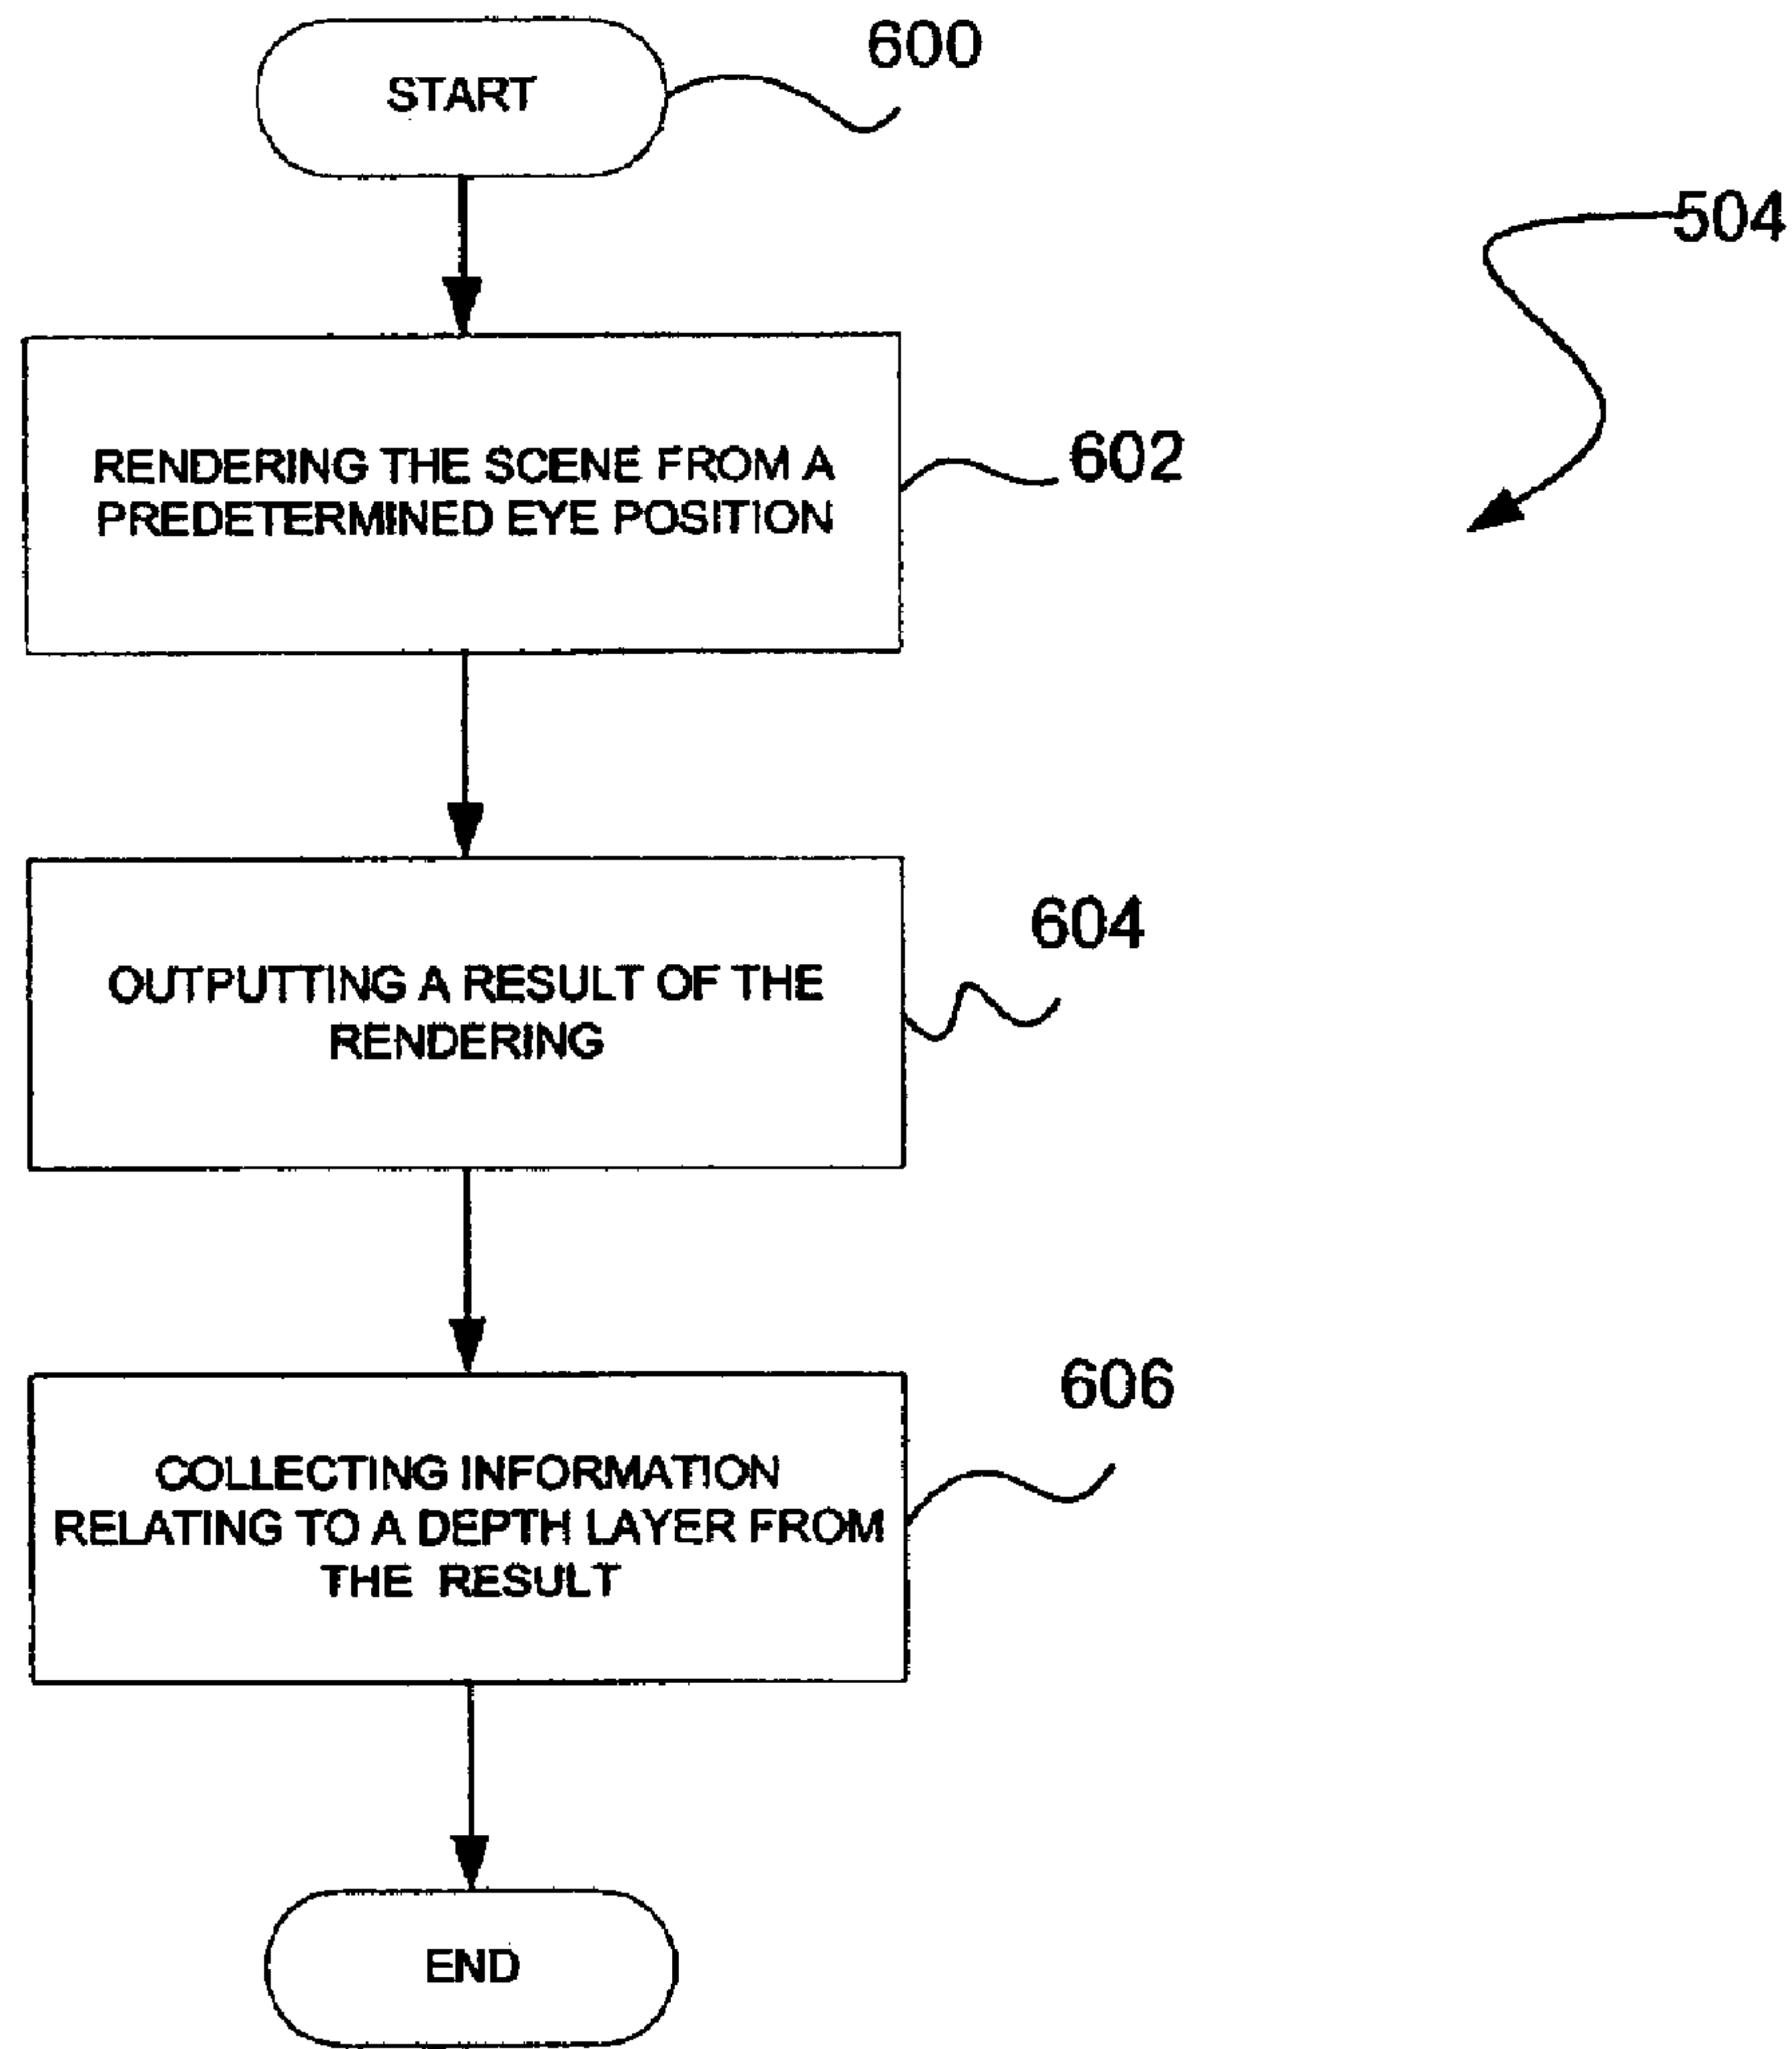 600
START
504
RENDERING THE SCENE FROM A
PREDETERMINED EYE POSITION
602
604
OUTPUTTING A RESULT OF THE
RENDERING
606
COLLECTING INFORMATION
RELATING TO A DEPTH LAYER FROM
THE RESULT
END